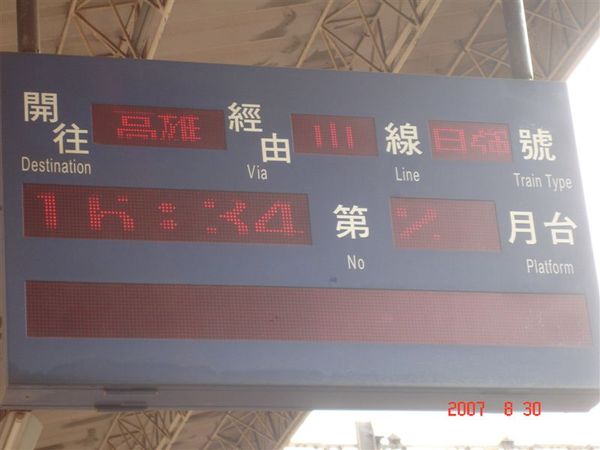 開往 高雄 經由 山 線 自強 號
Destination Via Line Train Type
16:34 第 2 月台
No Platform
2007 8 30